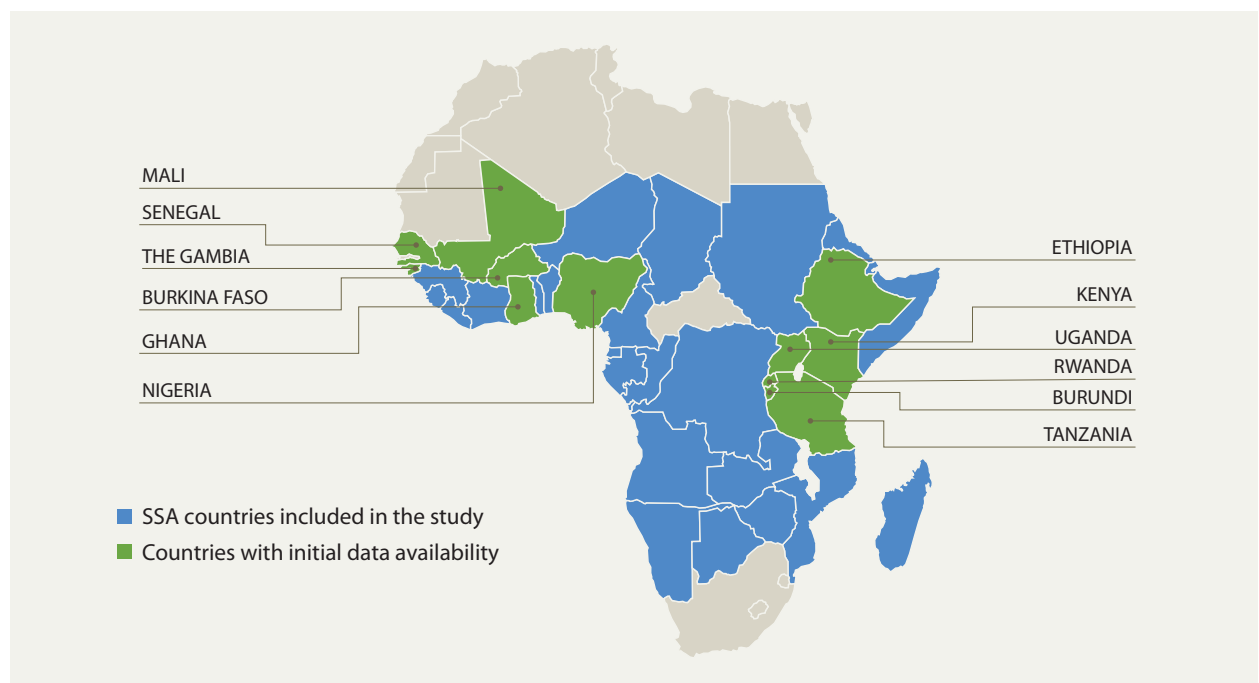 MALI
SENEGAL
THE GAMBIA
BURKINA FASO
GHANA
NIGERIA
ETHIOPIA
KENYA
UGANDA
RWANDA
BURUNDI
TANZANIA
SSA countries included in the study
Countries with initial data availability